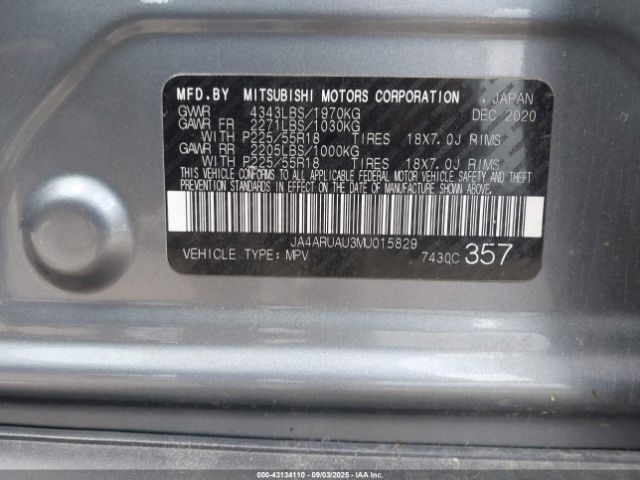 MFD.BY MITSUBISHI MOTORS CORPORATION , JAPAN
GVWR 4343LBS/1970KG DEC 2020
GAWR FR 2271LBS/1030KG
WITH P225/55R18 TIRES 18X7.0J RIMS
GAWR RR 2205LBS/1000KG
WITH P225/55R18 TIRES 18X7.0J RIMS
THIS VEHICLE CONFORMS TO ALL APPLICABLE FEDERAL MOTOR VEHICLE SAFETY AND THEFT
PREVENTION STANDARDS IN EFFECT ON THE DATE OF MANUFACTURE SHOWN ABOVE.
JA4ARUAU3MU015829
VEHICLE TYPE: MPV 743QC 357
000-43134110 - (09/03/2025) - IAAI.COM